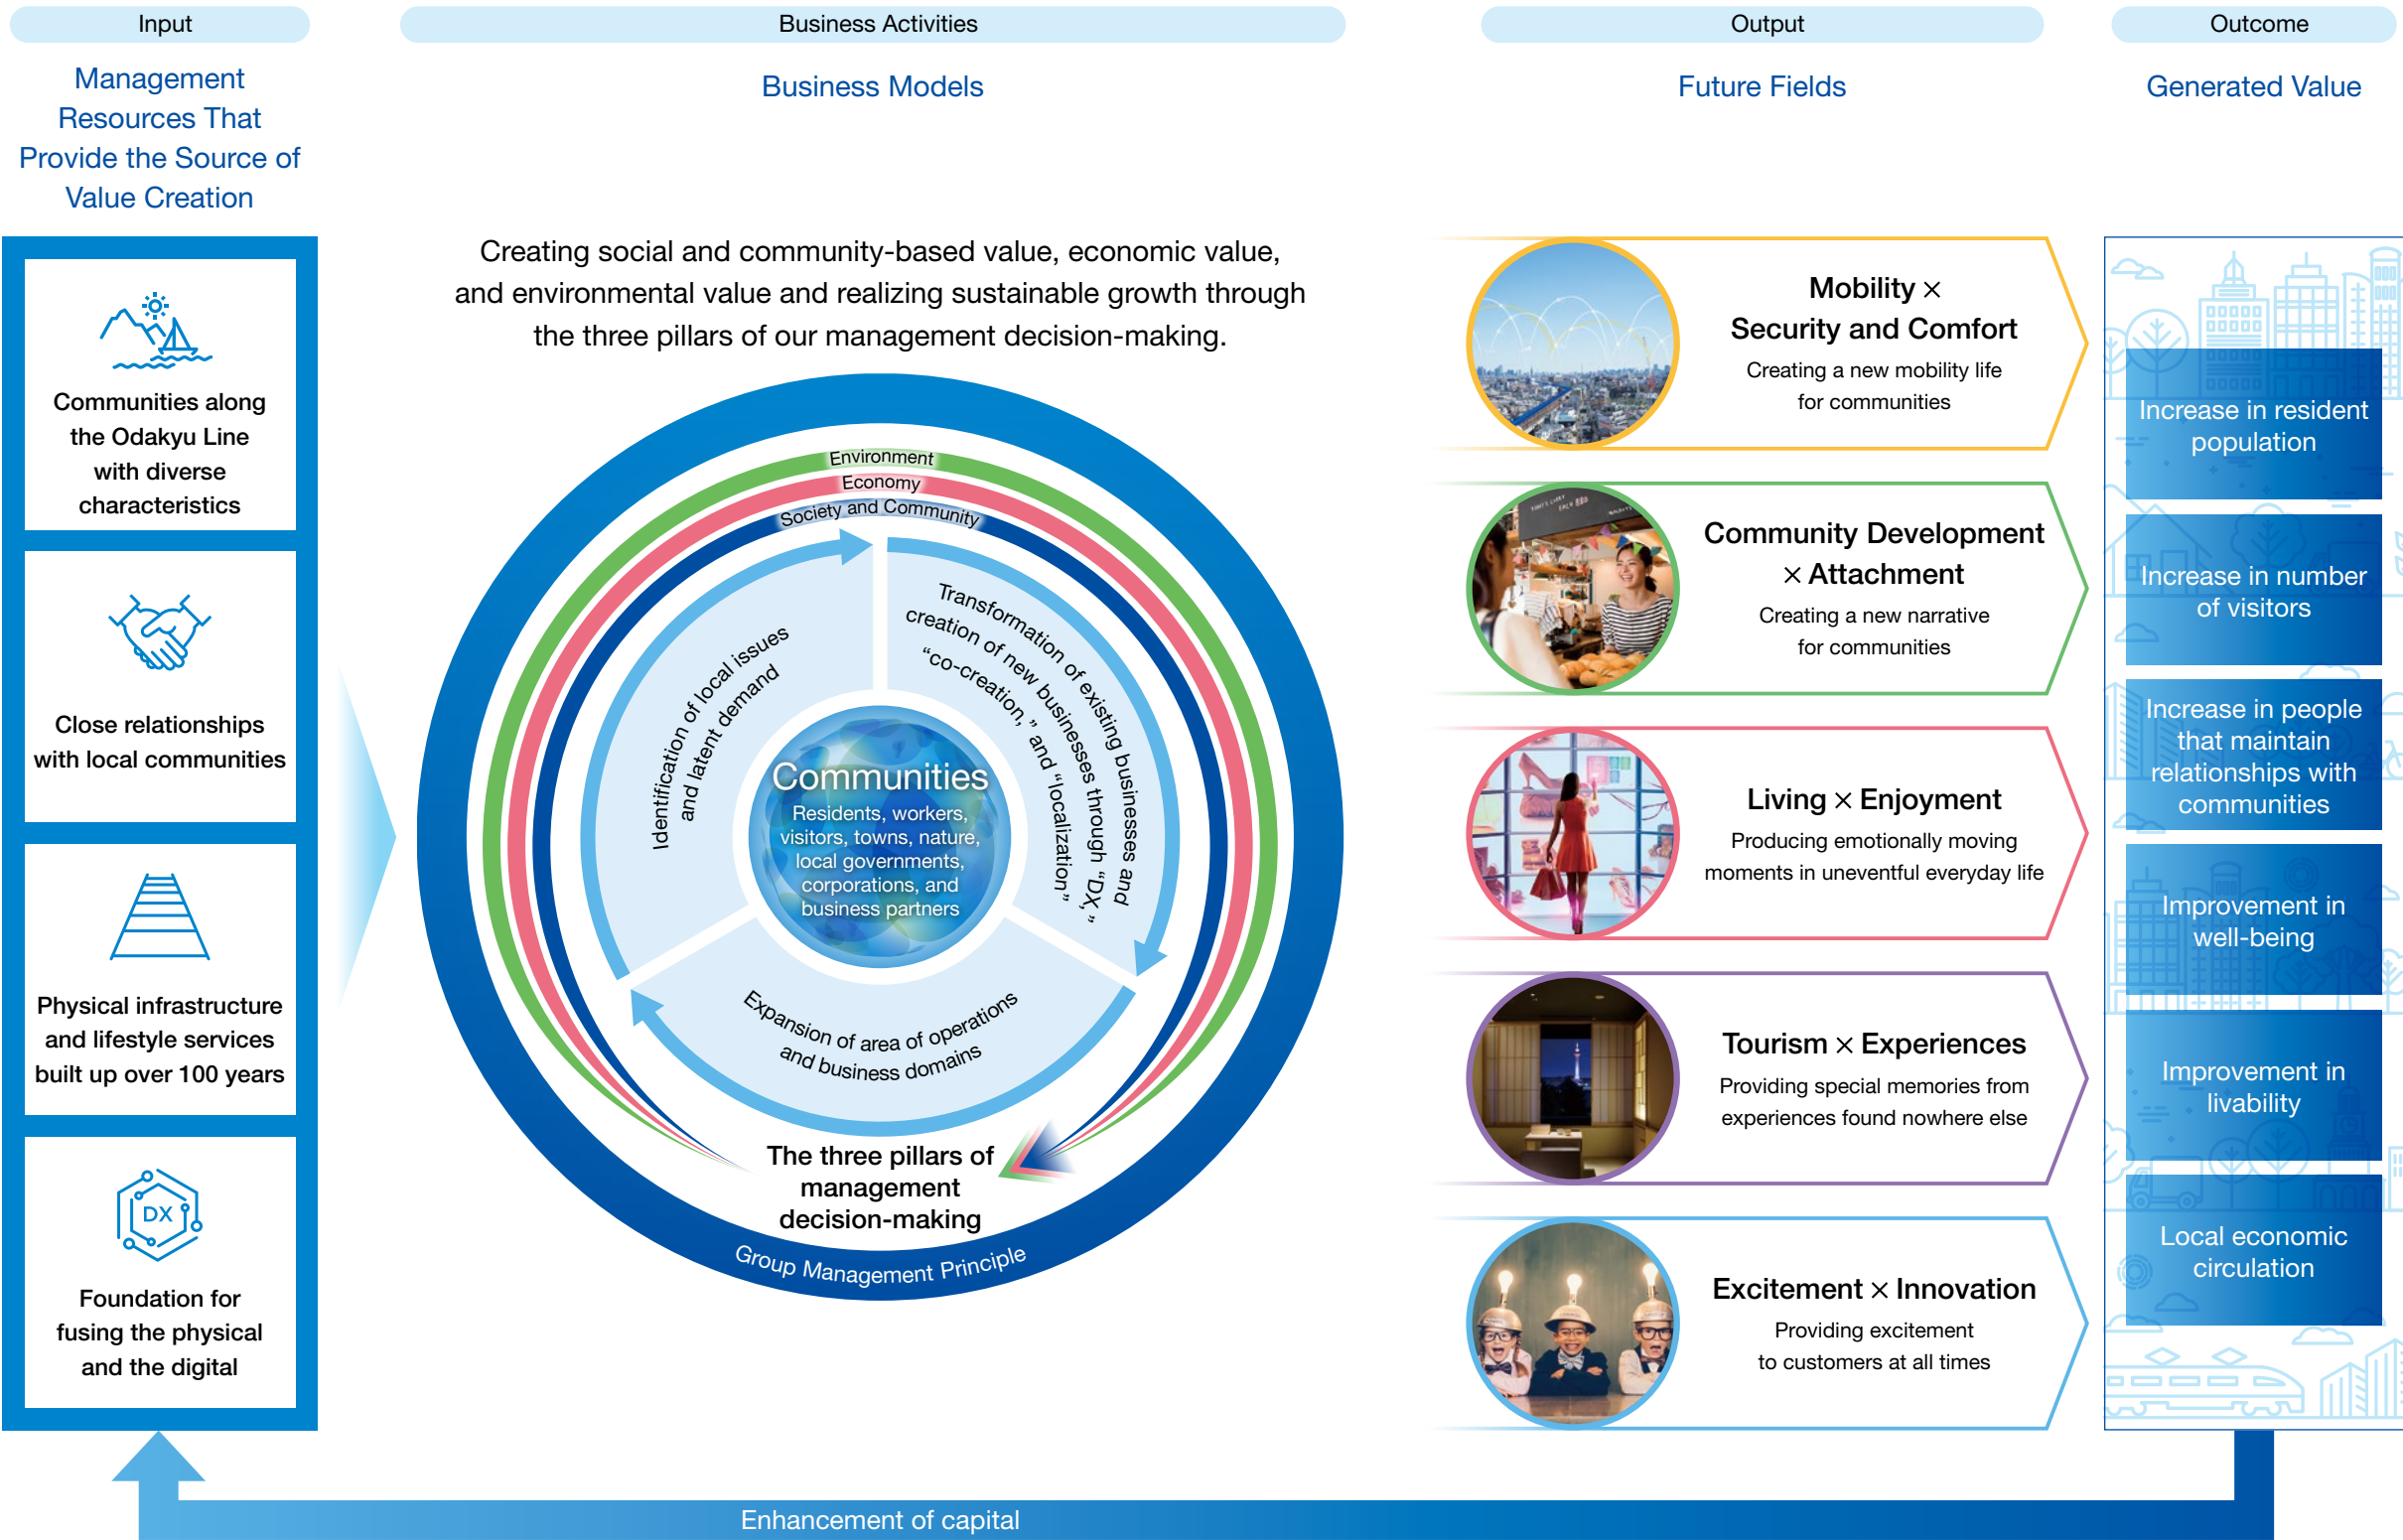 Input
Management
Resources That
Provide the Source of
Value Creation
Communities along
the Odakyu Line
with diverse
characteristics
Close relationships
with local communities
Physical infrastructure
and lifestyle services
built up over 100 years
DX
Foundation for
fusing the physical
and the digital
Business Activities
Business Models
Creating social and community-based value, economic value,
and environmental value and realizing sustainable growth through
the three pillars of our management decision-making.
Environment
Economy
Society and Community
Identification of local issues
and latent demand
Transformation of existing businesses and
creation of new businesses through “DX,”
“co-creation,” and “localization”
Communities
Residents, workers,
visitors, towns, nature,
local governments,
corporations, and
business partners
Expansion of area of operations
and business domains
The three pillars of
management
decision-making
Group Management Principle
Output
Future Fields
Mobility ×
Security and Comfort
Creating a new mobility life
for communities
Community Development
× Attachment
Creating a new narrative
for communities
Living × Enjoyment
Producing emotionally moving
moments in uneventful everyday life
Tourism × Experiences
Providing special memories from
experiences found nowhere else
Excitement × Innovation
Providing excitement
to customers at all times
Outcome
Generated Value
Increase in resident
population
Increase in number
of visitors
Increase in people
that maintain
relationships with
communities
Improvement in
well-being
Improvement in
livability
Local economic
circulation
Enhancement of capital